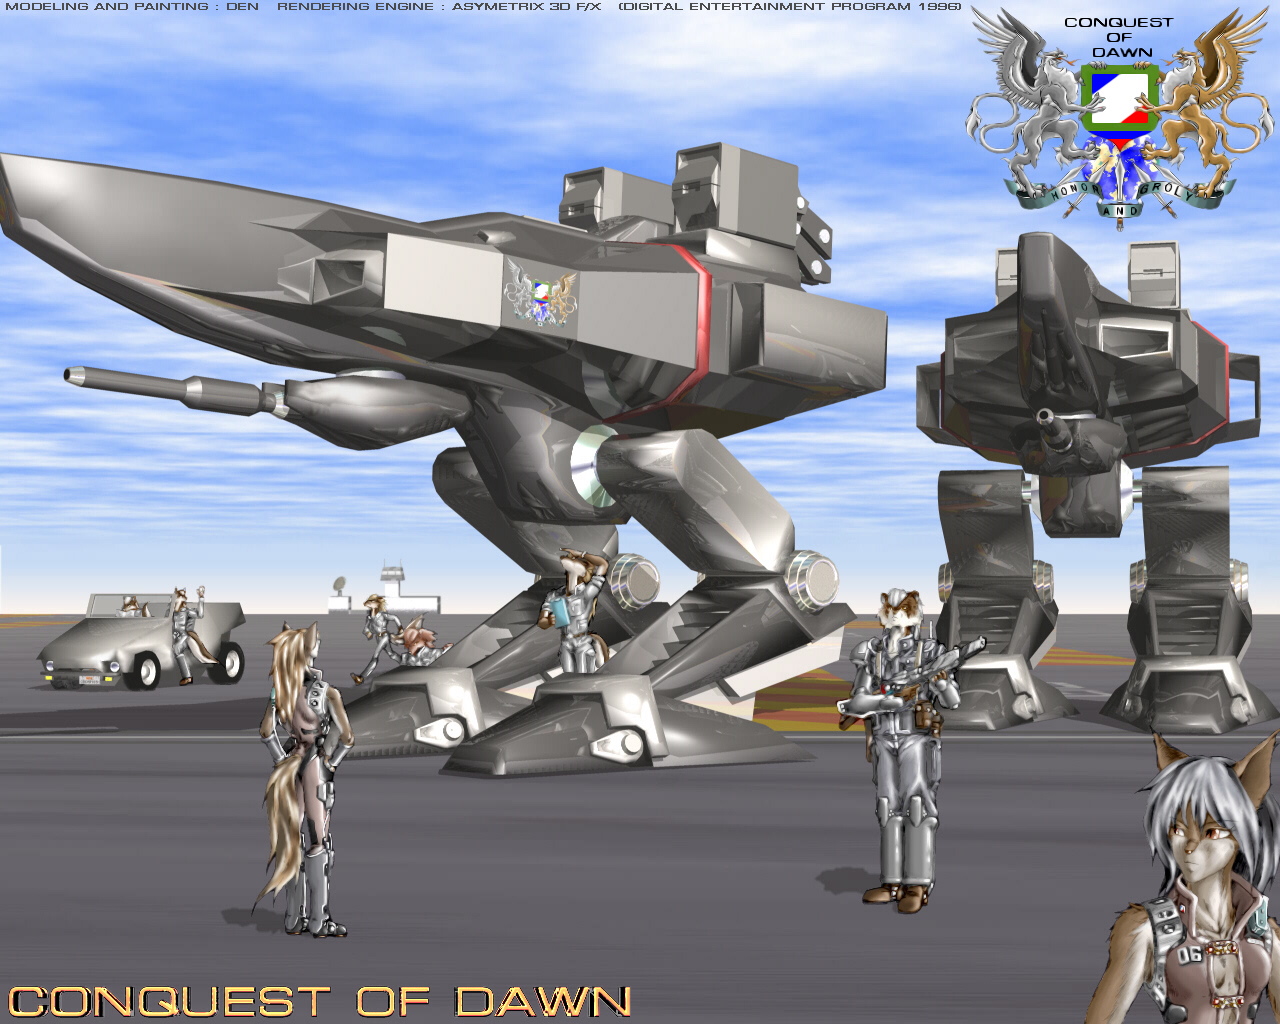 MODELING AND PAINTING : DEN RENDERING ENGINE : ASYMETRIX 3D F/X (DIGITAL ENTERTAINMENT PROGRAM 1996)
CONQUEST
OF
DAWN
HONOR AND GROLY
06
CONQUEST OF DAWN